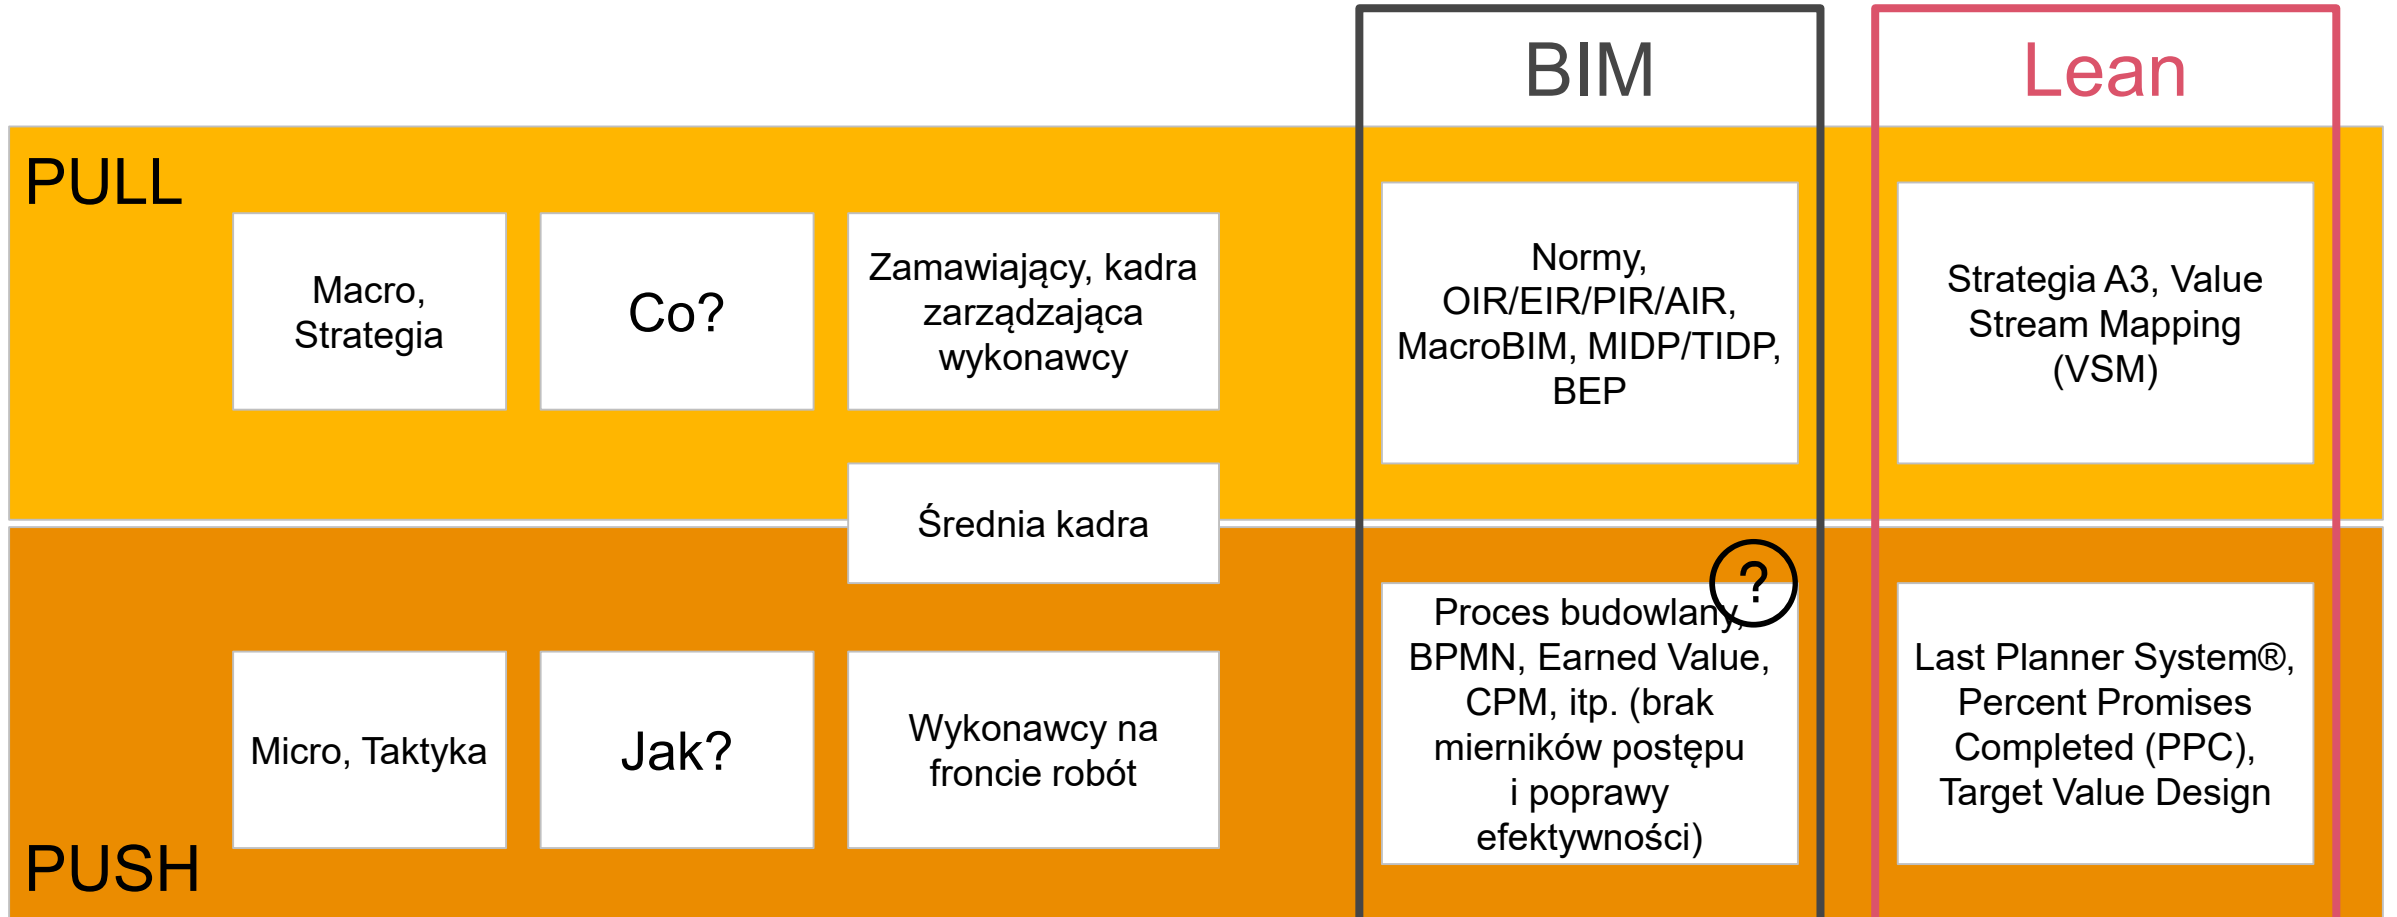 BIM
Lean
PULL
Macro,
Strategia
Co?
Zamawiający, kadra
zarządzająca
wykonawcy
Normy,
OIR/EIR/PIR/AIR,
MacroBIM, MIDP/TIDP,
BEP
Strategia A3, Value
Stream Mapping
(VSM)
Średnia kadra
PUSH
Micro, Taktyka
Jak?
Wykonawcy na
froncie robót
?
Proces budowlany,
BPMN, Earned Value,
CPM, itp. (brak
mierników postępu
i poprawy
efektywności)
Last Planner System®,
Percent Promises
Completed (PPC),
Target Value Design